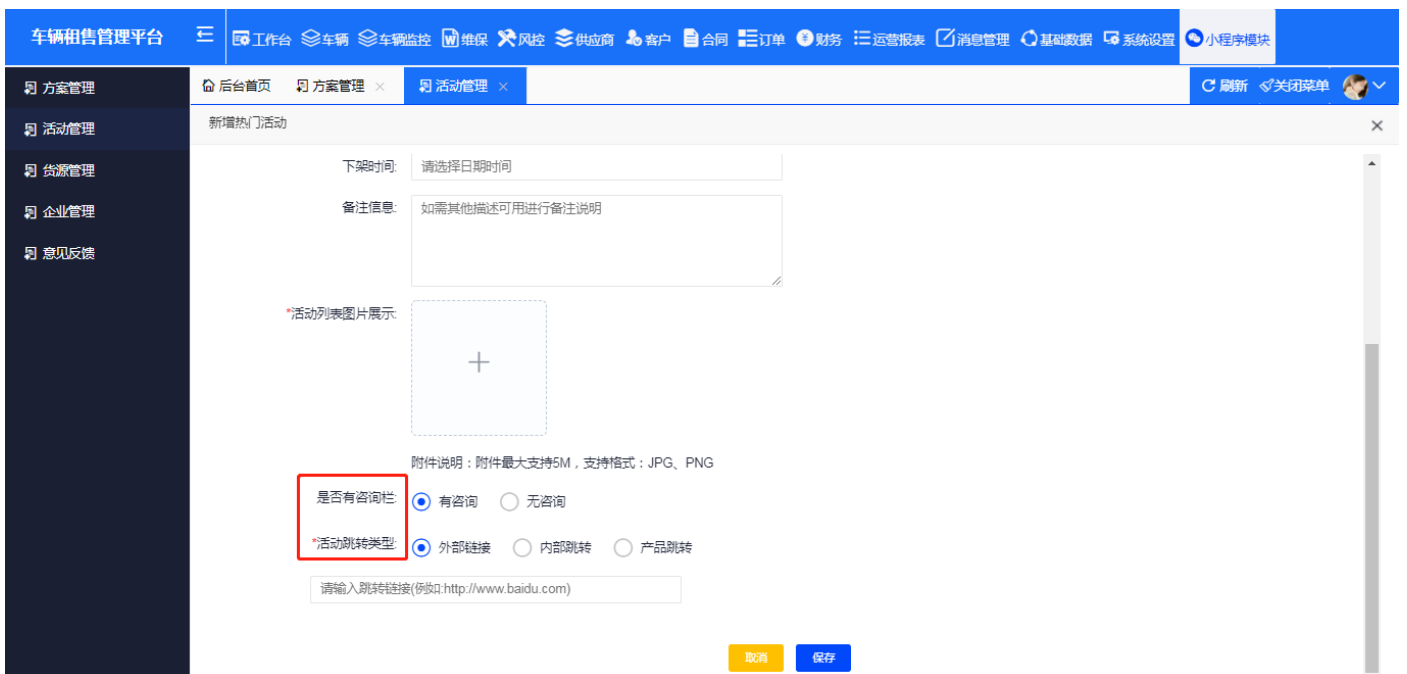 车辆租售管理平台 工作台 车辆 车辆监控 维保 风控 供应商 客户 合同 订单 财务 运营报表 消息管理 基础数据 系统设置 小程序模块
方案管理
活动管理
货源管理
企业管理
意见反馈
后台首页 方案管理 × 活动管理 × 刷新 关闭菜单
新增热门活动
下架时间: 请选择日期时间
备注信息: 如需其他描述可用进行备注说明
*活动列表图片展示:
附件说明：附件最大支持5M，支持格式：JPG、PNG
是否有咨询栏: 有咨询 无咨询
*活动跳转类型: 外部链接 内部跳转 产品跳转
请输入跳转链接(例如:http://www.baidu.com)
取消 保存